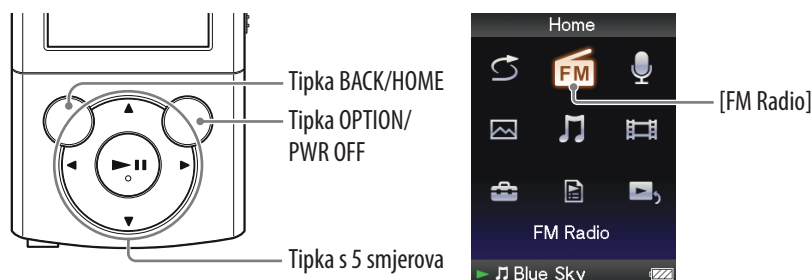 Tipka BACK/HOME
Tipka OPTION/
PWR OFF
Tipka s 5 smjerova
Home
FM
[FM Radio]
FM Radio
Blue Sky